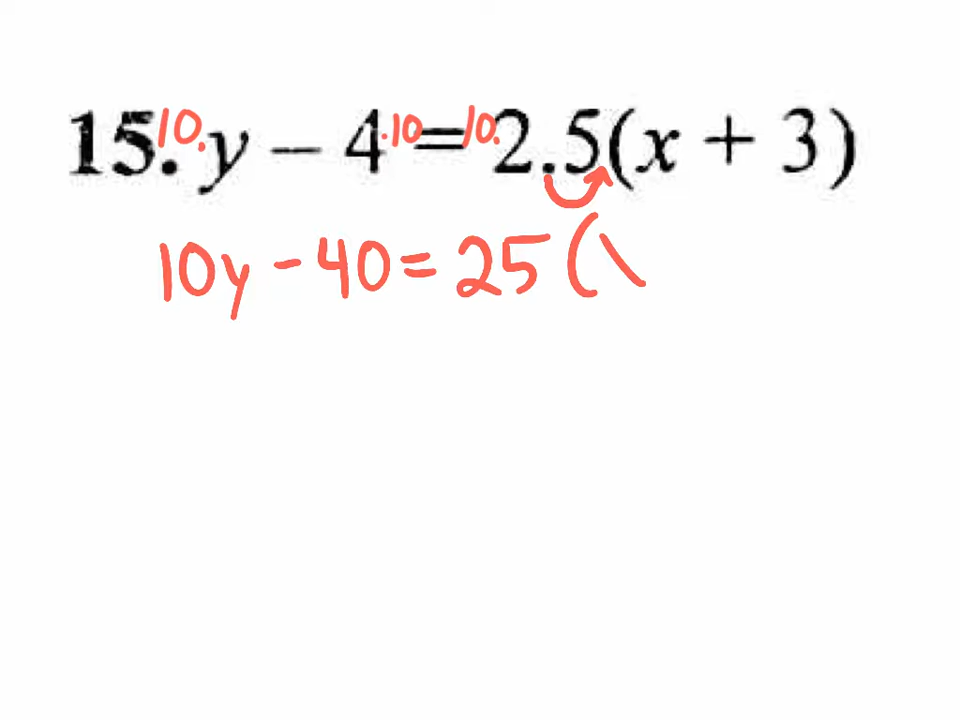 15. 10. y – 4 · 10 = 10. 2.5(x + 3)
10y - 40 = 25 (